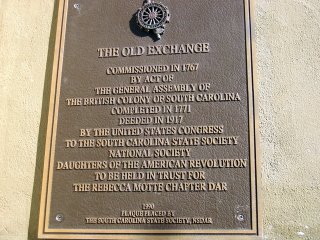 THE OLD EXCHANGE
COMMISSIONED IN 1767
BY ACT OF
THE GENERAL ASSEMBLY OF
THE BRITISH COLONY OF SOUTH CAROLINA
COMPLETED IN 1771
DEEDED IN 1917
BY THE UNITED STATES CONGRESS
TO THE SOUTH CAROLINA STATE SOCIETY
NATIONAL SOCIETY
DAUGHTERS OF THE AMERICAN REVOLUTION
TO BE HELD IN TRUST FOR
THE REBECCA MOTTE CHAPTER DAR
1990
PLAQUE PLACED BY
THE SOUTH CAROLINA STATE SOCIETY, NSDAR